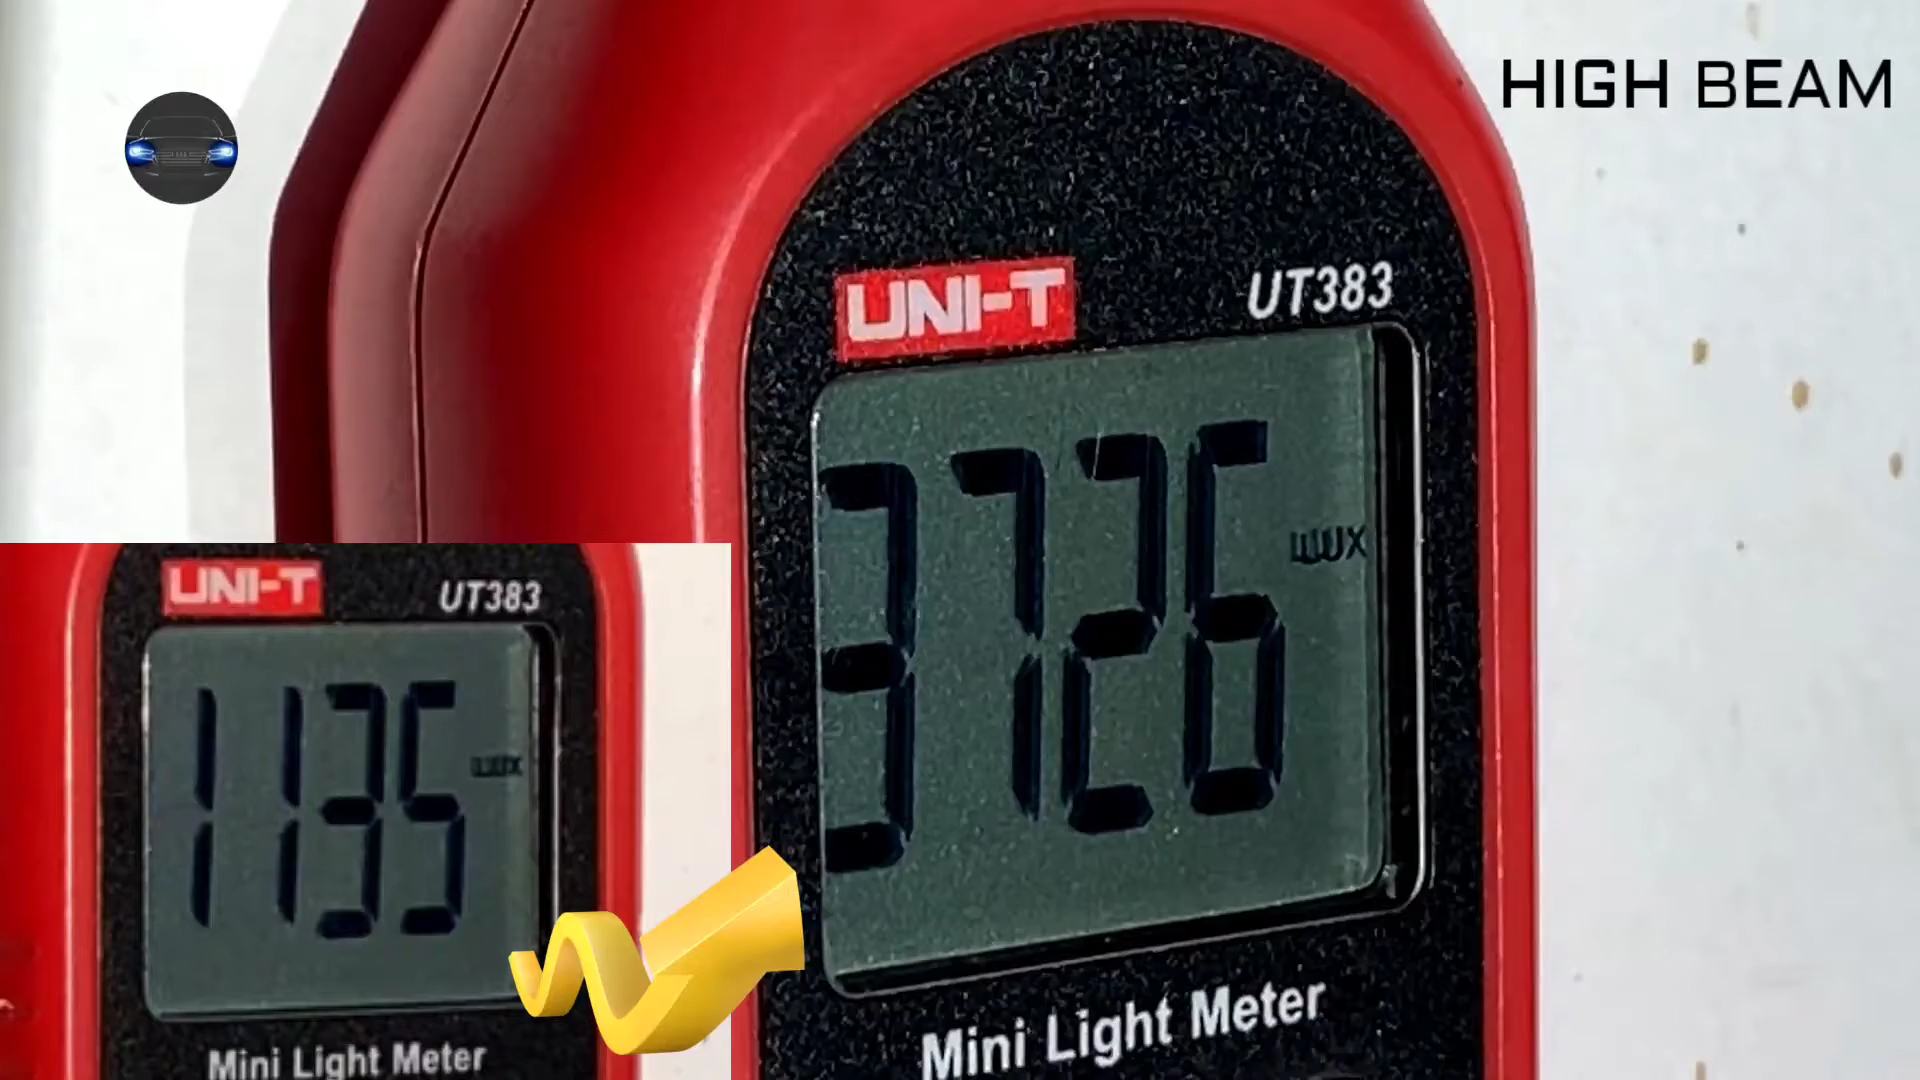 HIGH BEAM
UNI-T UT383
3726
LUX
Mini Light Meter
UNI-T UT383
1135
LUX
Mini Light Meter